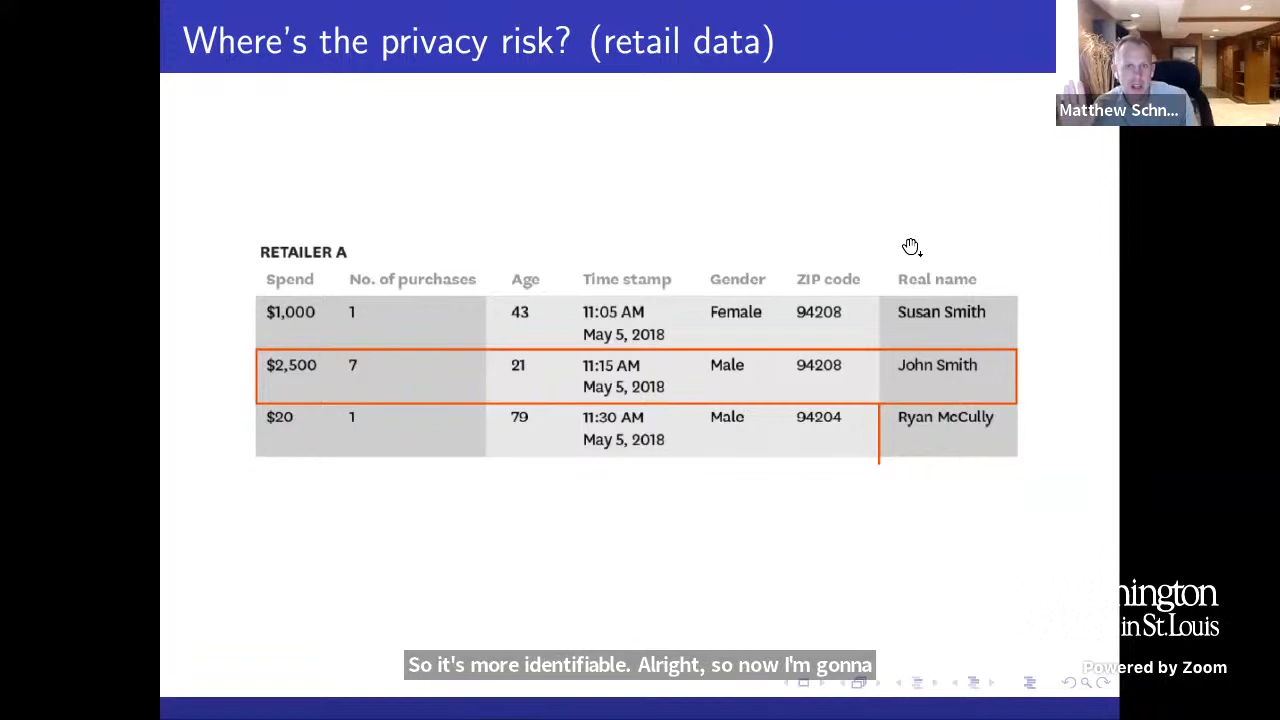 Where's the privacy risk? (retail data)
Matthew Schn...
RETAILER A
Spend No. of purchases Age Time stamp Gender ZIP code Real name
$1,000 1 43 11:05 AM Female 94208 Susan Smith
May 5, 2018
$2,500 7 21 11:15 AM Male 94208 John Smith
May 5, 2018
$20 1 79 11:30 AM Male 94204 Ryan McCully
May 5, 2018
hington
in St. Louis
So it's more identifiable. Alright, so now I'm gonna
Powered by Zoom